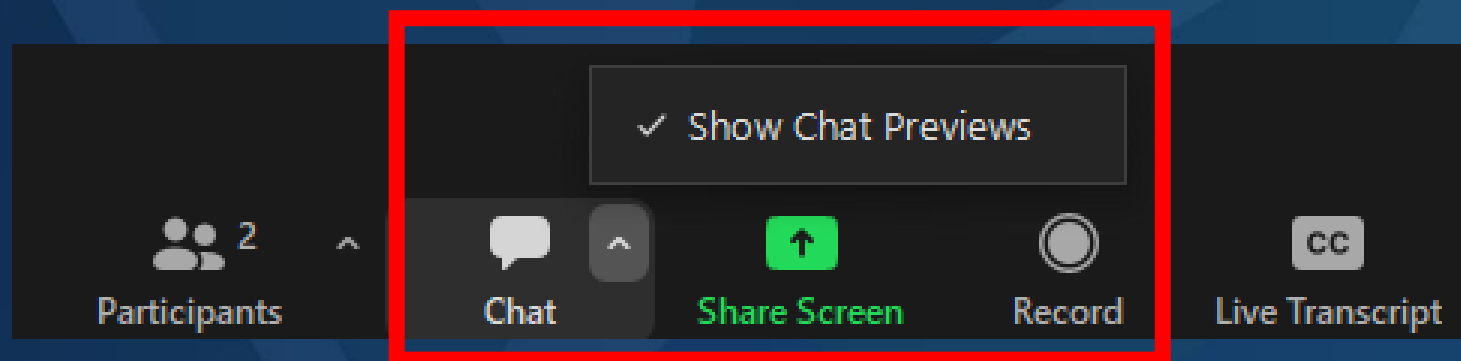 Show Chat Previews
2
Participants
Chat
Share Screen
Record
CC
Live Transcript